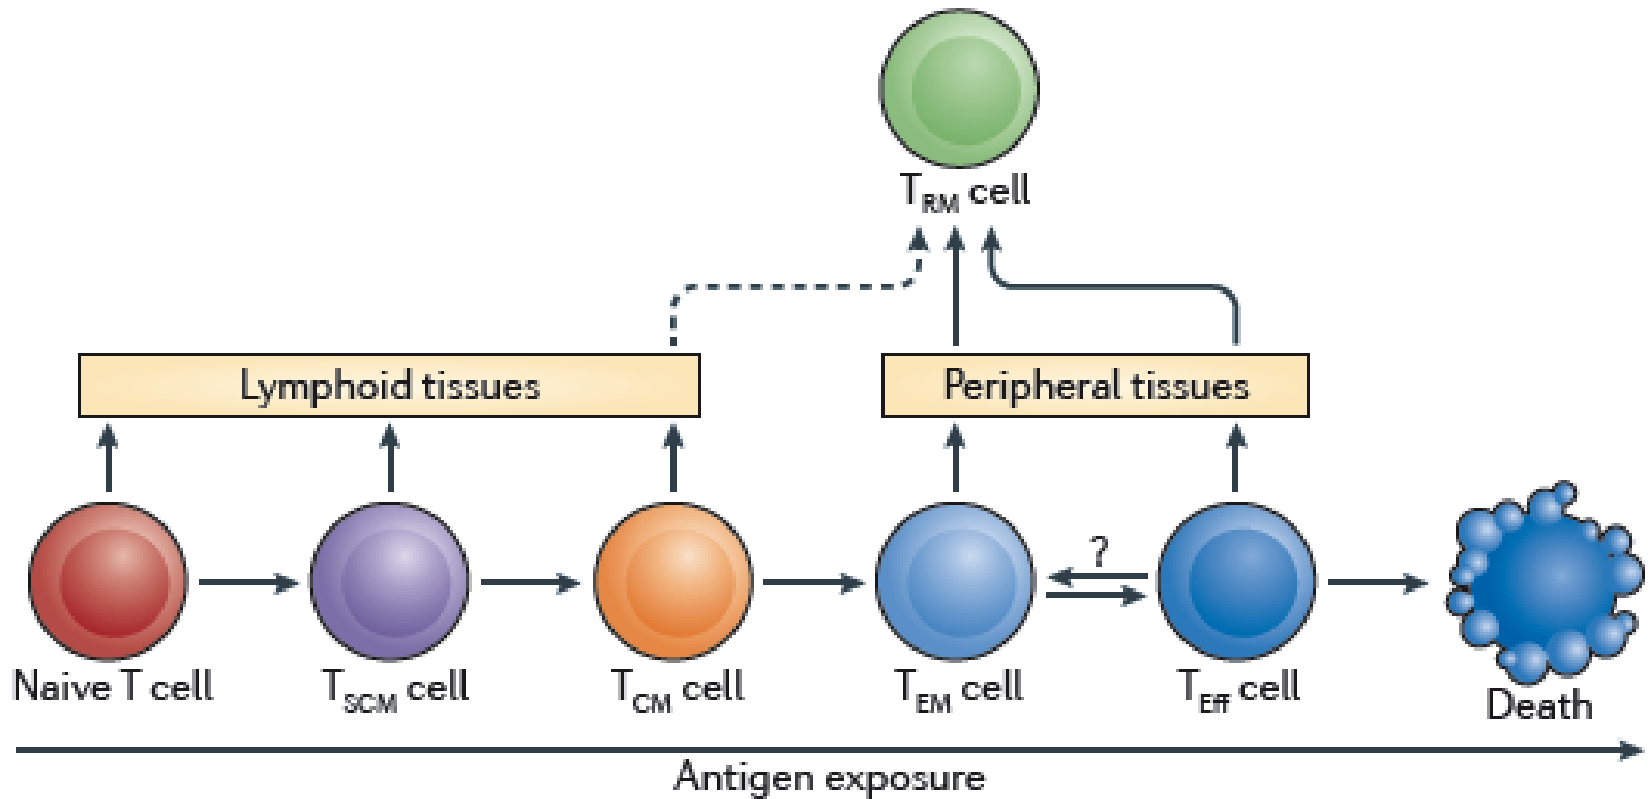 TRM cell
Lymphoid tissues
Peripheral tissues
?
Naive T cell
TSCM cell
TCM cell
TEM cell
TEff cell
Death
Antigen exposure